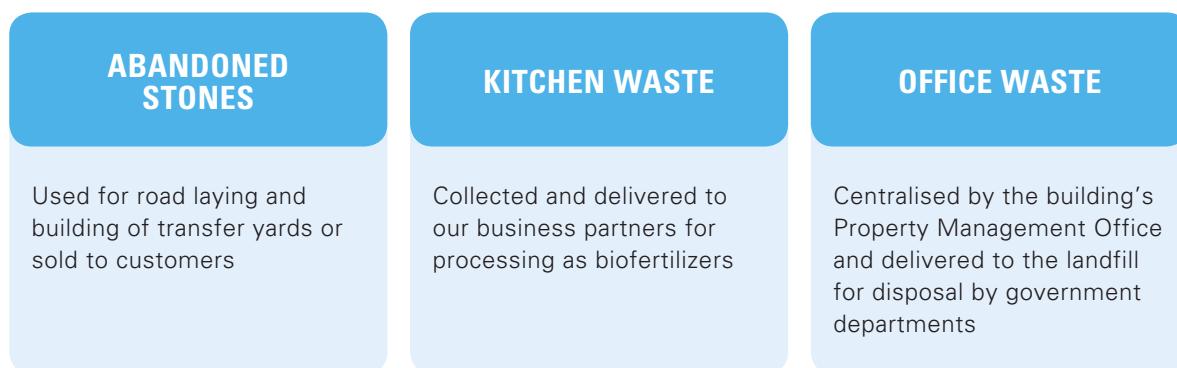 ABANDONED
STONES
Used for road laying and
building of transfer yards or
sold to customers
KITCHEN WASTE
Collected and delivered to
our business partners for
processing as biofertilizers
OFFICE WASTE
Centralised by the building’s
Property Management Office
and delivered to the landfill
for disposal by government
departments